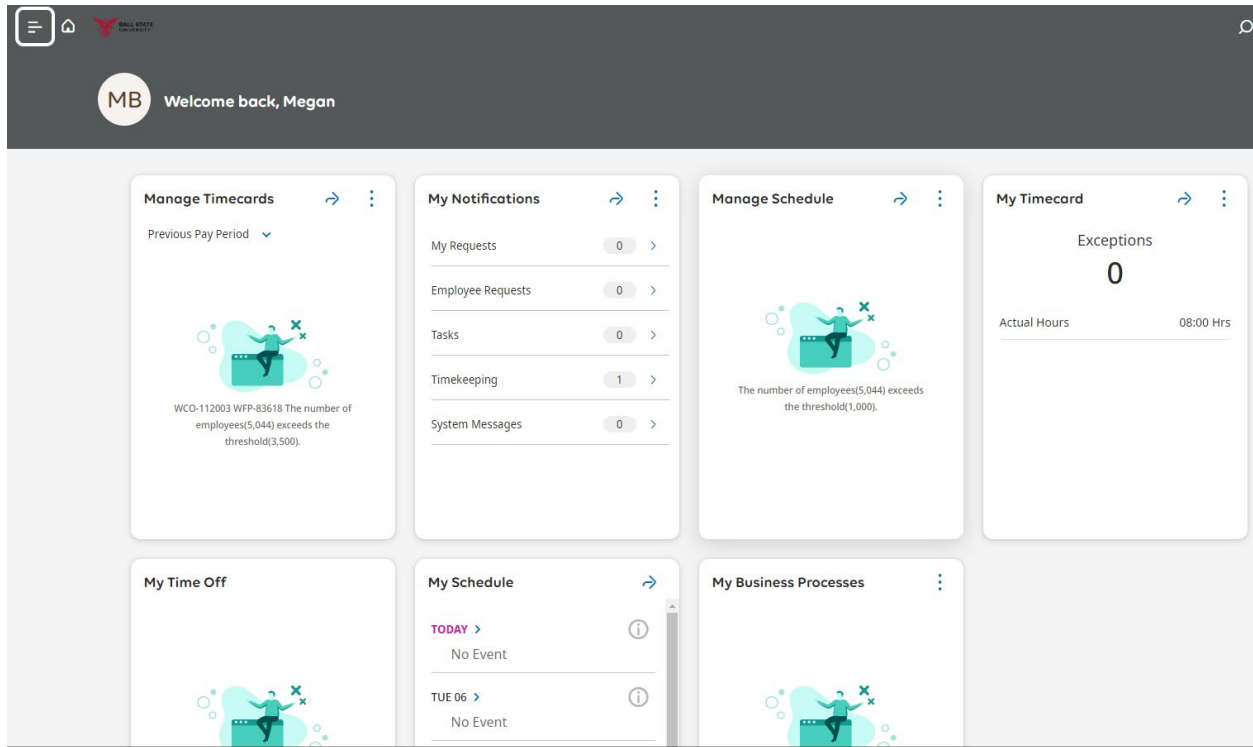 BALL STATE
UNIVERSITY
MB
Welcome back, Megan
Manage Timecards
Previous Pay Period
WCO-112003 WFP-83618 The number of
employees(5,044) exceeds the
threshold(3,500).
My Notifications
My Requests 0
Employee Requests 0
Tasks 0
Timekeeping 1
System Messages 0
Manage Schedule
The number of employees(5,044) exceeds
the threshold(1,000).
My Timecard
Exceptions
0
Actual Hours 08:00 Hrs
My Time Off
My Schedule
TODAY
No Event
TUE 06
No Event
My Business Processes